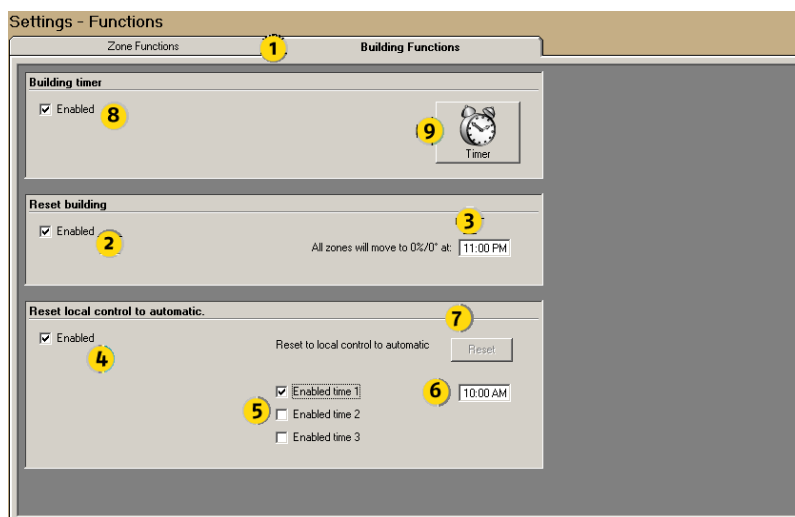 Settings - Functions
Zone Functions
1
Building Functions
Building timer
Enabled
8
9
Timer
Reset building
Enabled
2
3
All zones will move to 0%/0° at:
11:00 PM
Reset local control to automatic.
Enabled
4
7
Reset to local control to automatic
Reset
5
Enabled time 1
6
10:00 AM
Enabled time 2
Enabled time 3